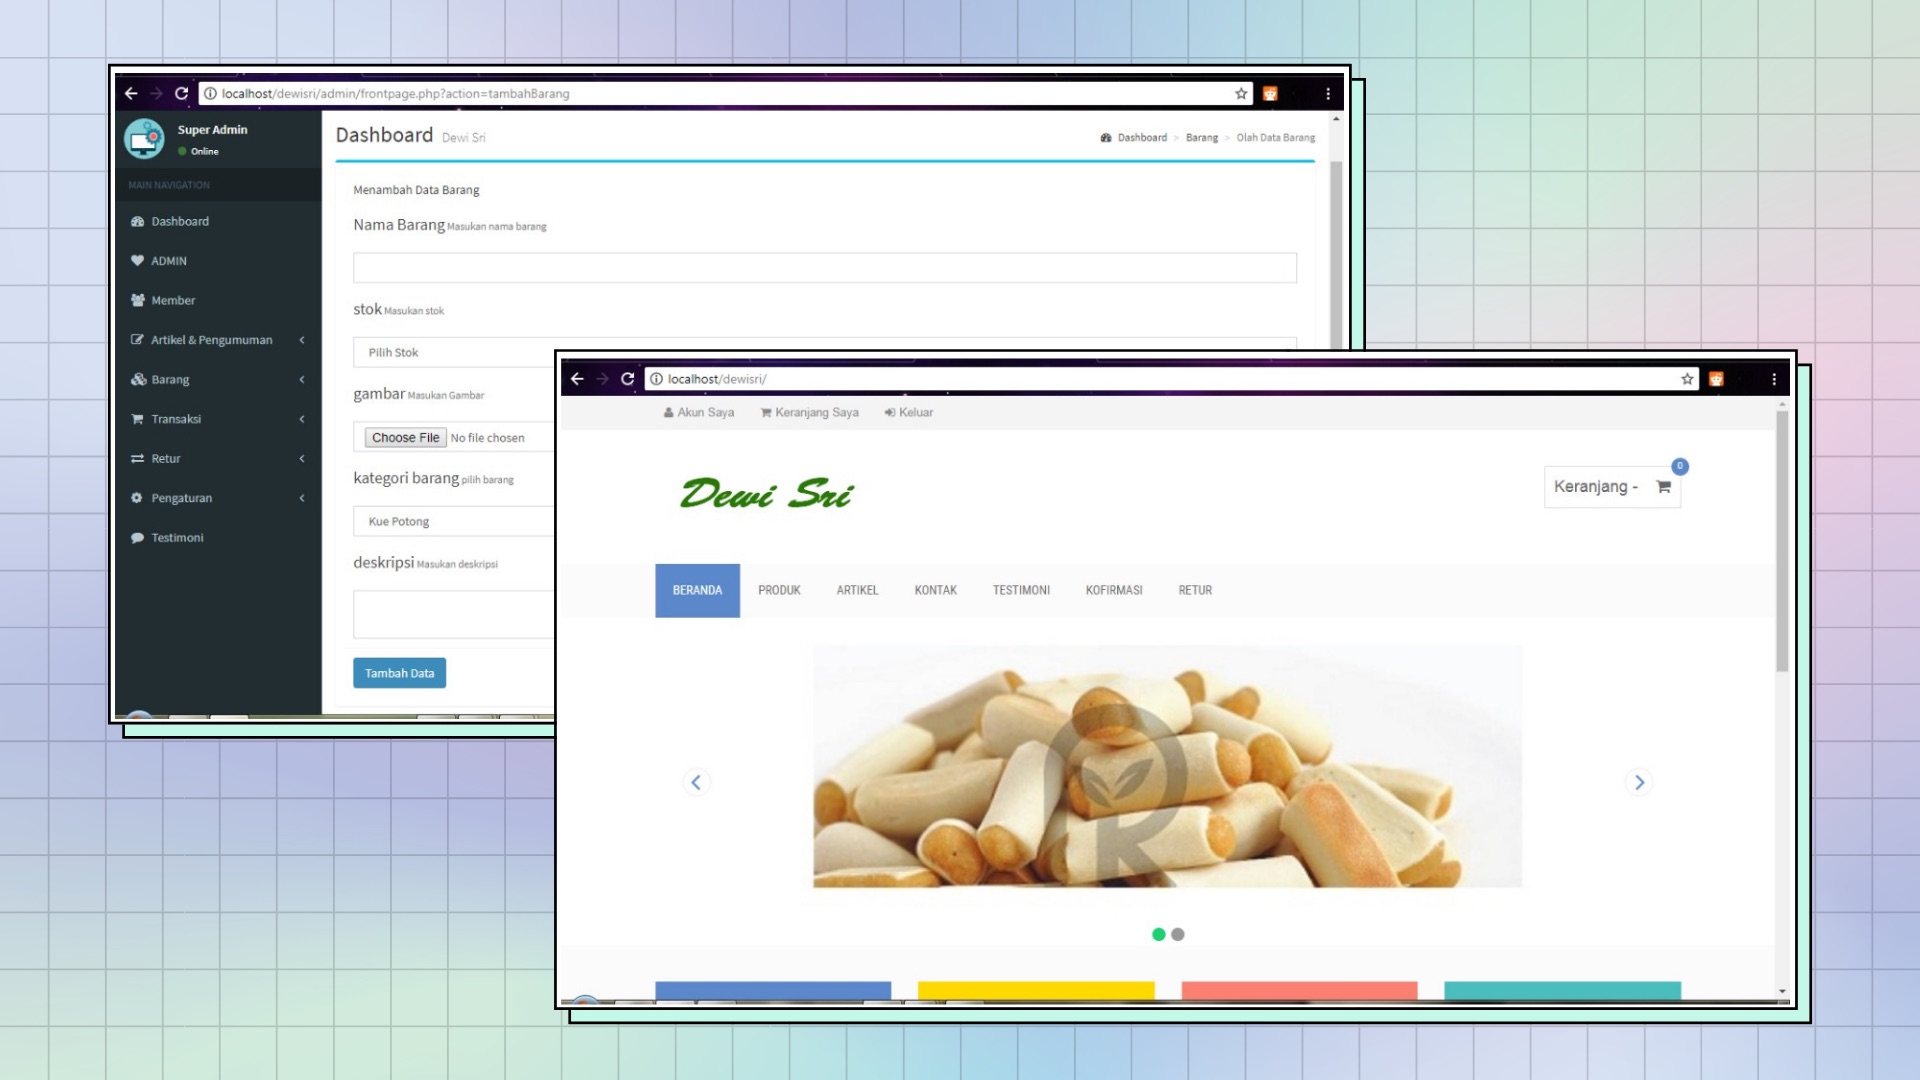 localhost/dewisri/admin/frontpage.php?action=tambahBarang
Super Admin
Online
MAIN NAVIGATION
Dashboard
ADMIN
Member
Artikel & Pengumuman
Barang
Transaksi
Retur
Pengaturan
Testimoni
Dashboard Dewi Sri
Dashboard > Barang > Olah Data Barang
Menambah Data Barang
Nama Barang Masukan nama barang
stok Masukan stok
Pilih Stok
gambar Masukan Gambar
Choose File No file chosen
kategori barang pilih barang
Kue Potong
deskripsi Masukan deskripsi
Tambah Data
localhost/dewisri/
Akun Saya Keranjang Saya Keluar
Dewi Sri
Keranjang - 0
BERANDA PRODUK ARTIKEL KONTAK TESTIMONI KOFIRMASI RETUR